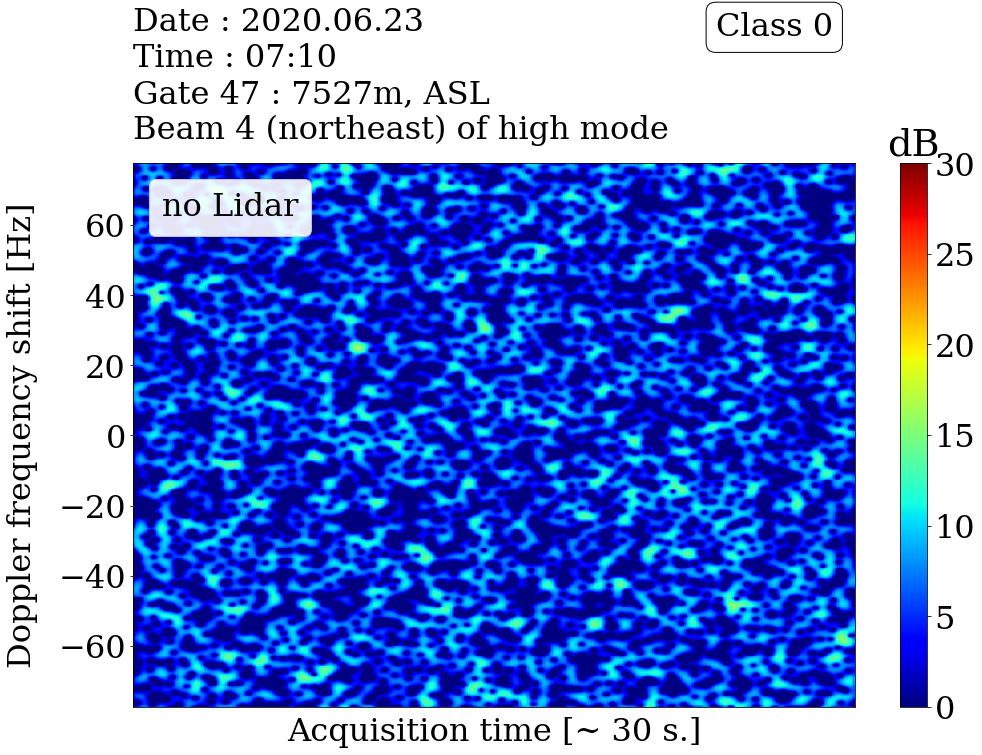 Date : 2020.06.23
Time : 07:10
Gate 47 : 7527m, ASL
Beam 4 (northeast) of high mode
Class 0
dB
no Lidar
Doppler frequency shift [Hz]
60
40
20
0
−20
−40
−60
30
25
20
15
10
5
0
Acquisition time [~ 30 s.]